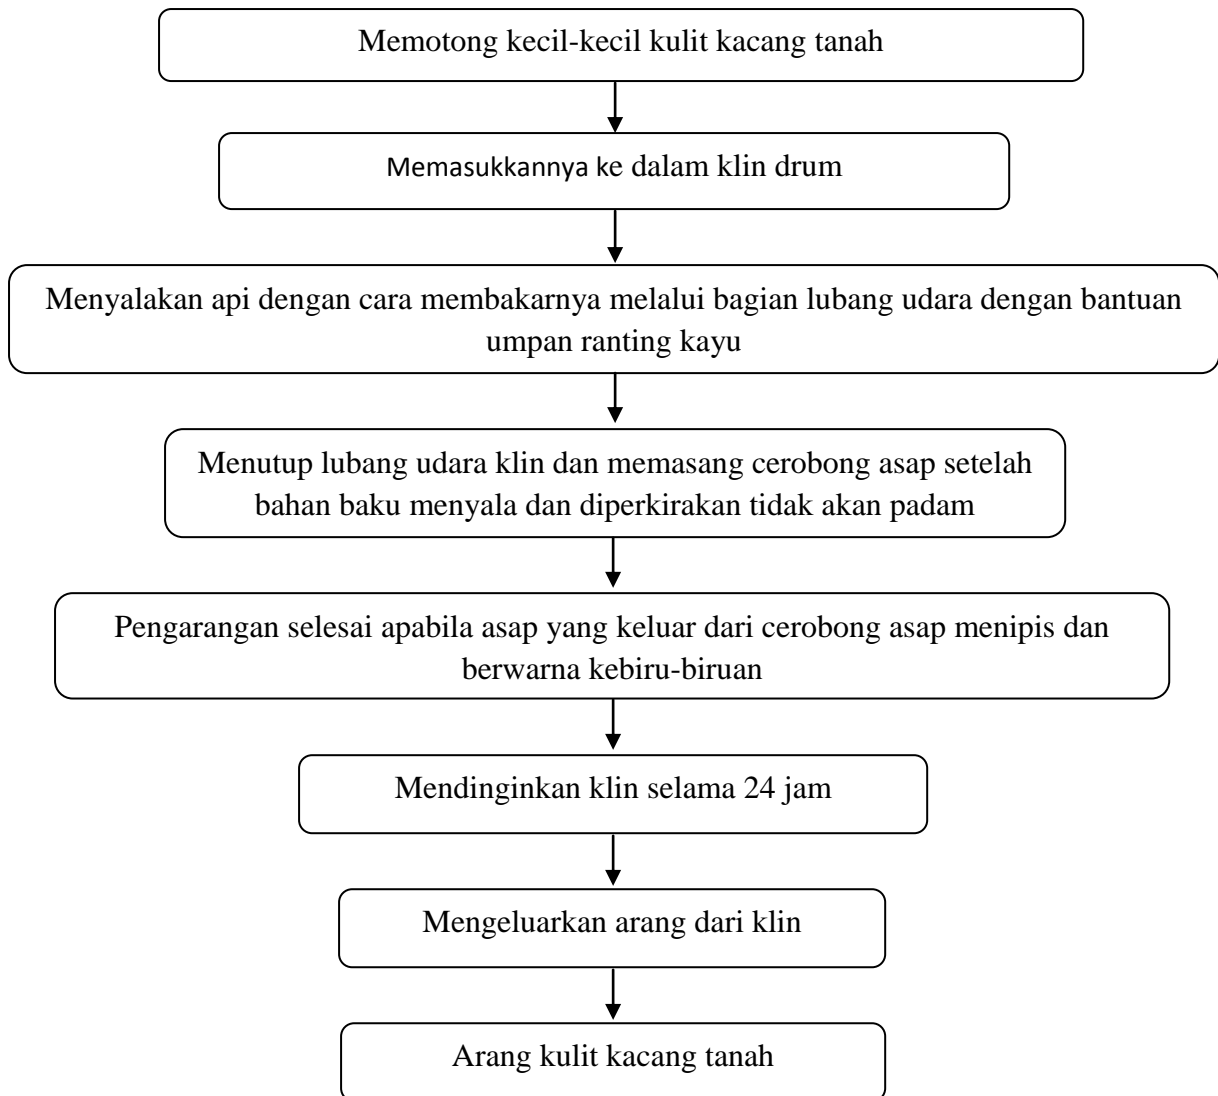 Memotong kecil-kecil kulit kacang tanah
Memasukkannya ke dalam klin drum
Menyalakan api dengan cara membakarnya melalui bagian lubang udara dengan bantuan
umpan ranting kayu
Menutup lubang udara klin dan memasang cerobong asap setelah
bahan baku menyala dan diperkirakan tidak akan padam
Pengarangan selesai apabila asap yang keluar dari cerobong asap menipis dan
berwarna kebiru-biruan
Mendinginkan klin selama 24 jam
Mengeluarkan arang dari klin
Arang kulit kacang tanah